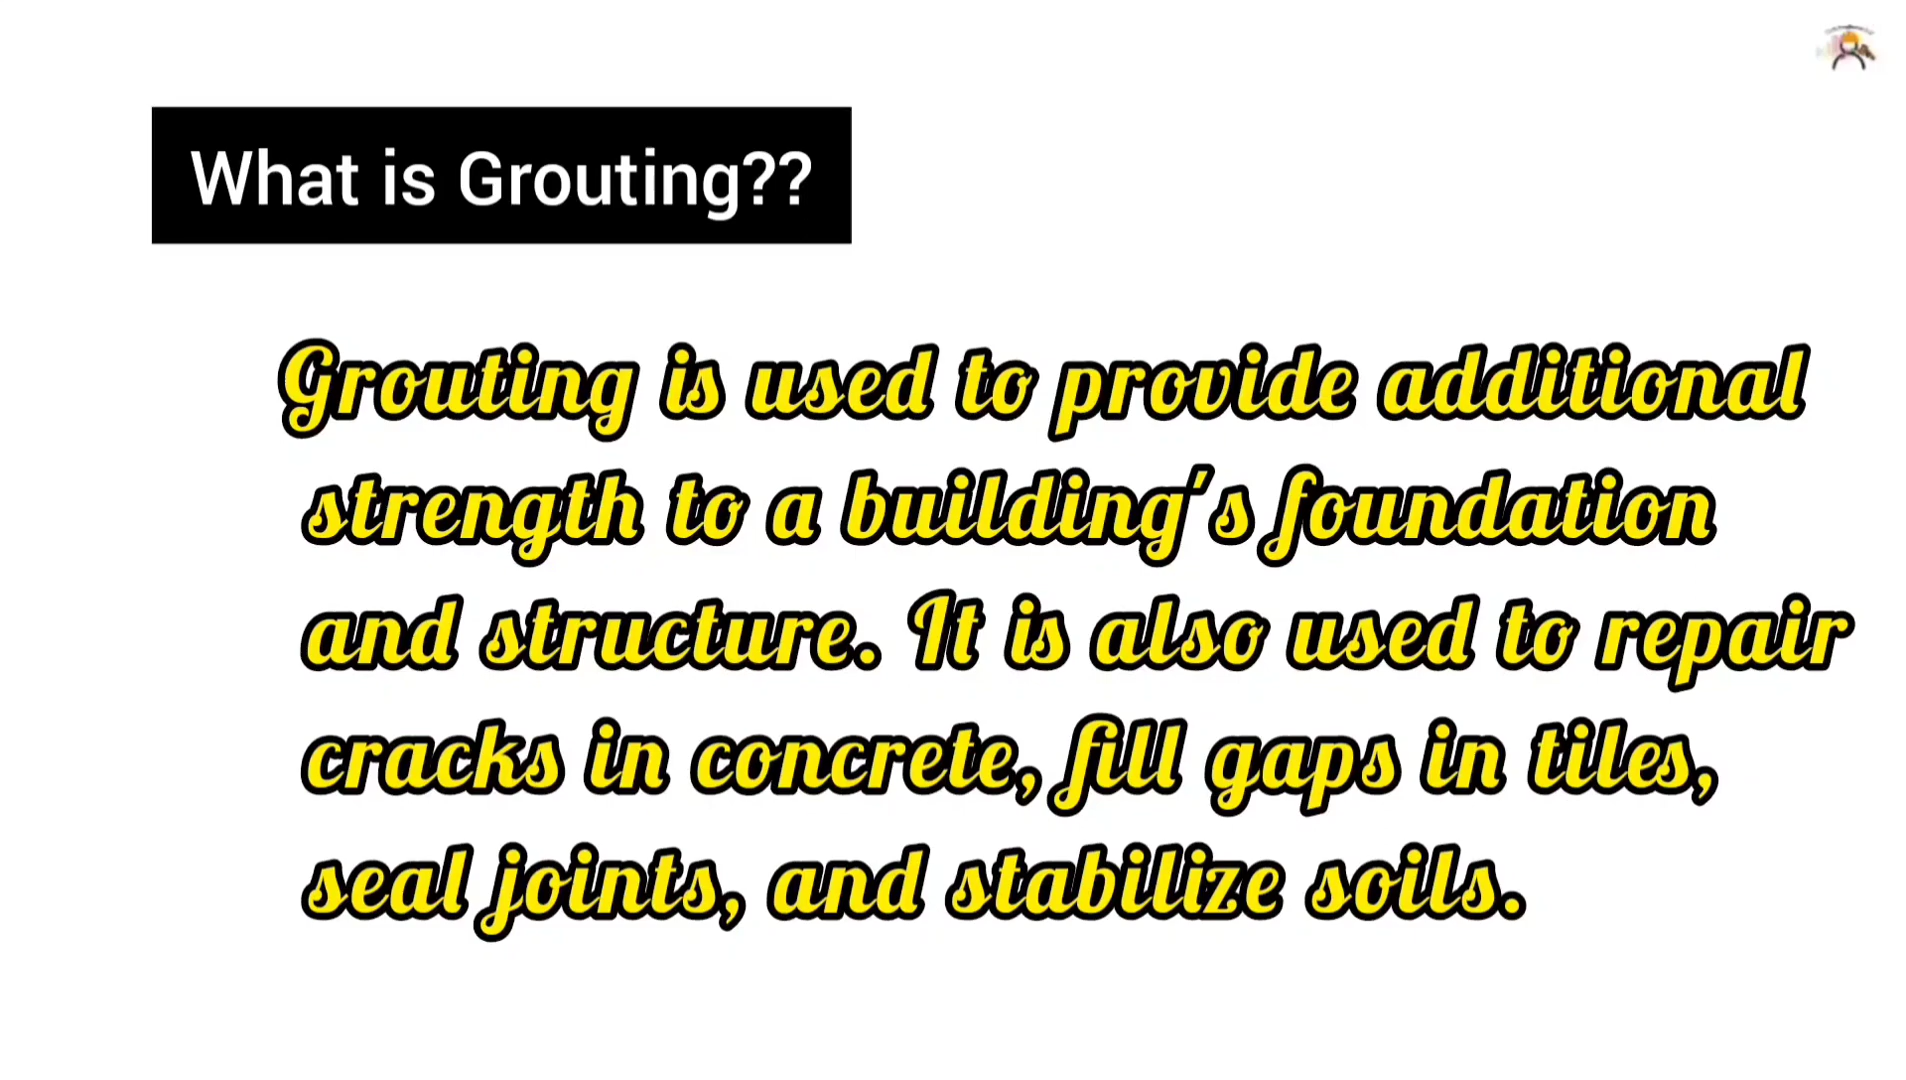 What is Grouting??
Grouting is used to provide additional
strength to a building's foundation
and structure. It is also used to repair
cracks in concrete, fill gaps in tiles,
seal joints, and stabilize soils.